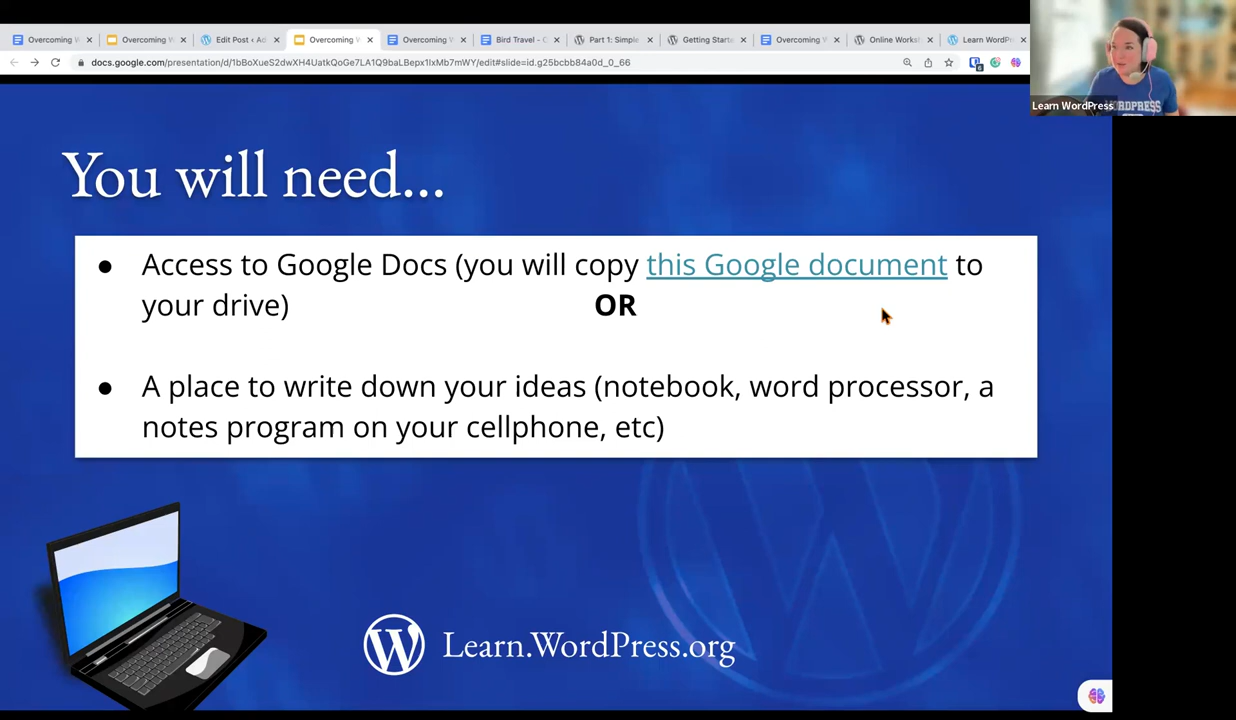 Overcoming W
Overcoming W
Edit Post ‹ Ad
Overcoming W
Overcoming W
Bird Travel - G
Part 1: Simple
Getting Starte
Overcoming W
Online Worksh
Learn WordPr
docs.google.com/presentation/d/1bBoXueS2dwXH4UatkQoGe7LA1Q9baLBepx1IxMb7mWY/edit#slide=id.g25bcbb84a0d_0_66
Learn WordPress
You will need...
● Access to Google Docs (you will copy this Google document to
your drive) OR
● A place to write down your ideas (notebook, word processor, a
notes program on your cellphone, etc)
Learn.WordPress.org